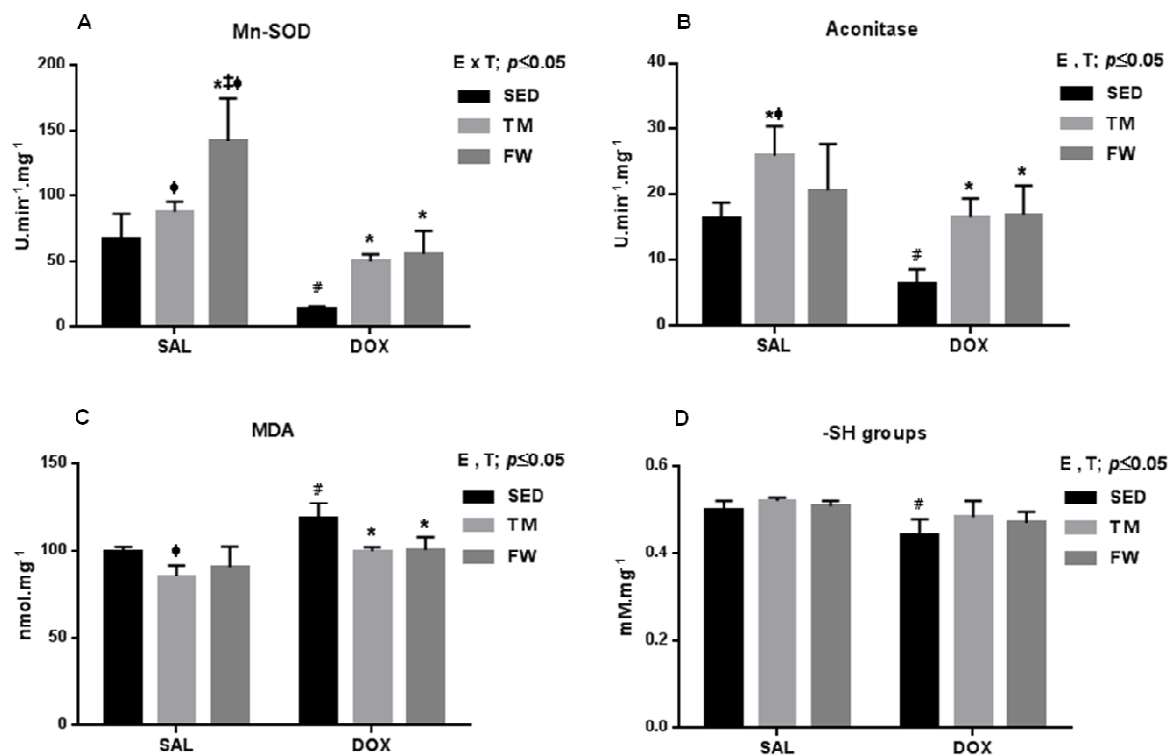 A
Mn-SOD
E x T; p≤0.05
SED
TM
FW
200
150
100
50
0
U.min⁻¹.mg⁻¹
*‡ϕ
ϕ
#
*
*
SAL
DOX
B
Aconitase
E , T; p≤0.05
SED
TM
FW
40
30
20
10
0
U.min⁻¹.mg⁻¹
*ϕ
#
*
*
SAL
DOX
C
MDA
E , T; p≤0.05
SED
TM
FW
150
100
50
0
nmol.mg⁻¹
ϕ
#
*
*
SAL
DOX
D
-SH groups
E , T; p≤0.05
SED
TM
FW
0.6
0.4
0.2
0.0
mM.mg⁻¹
#
SAL
DOX